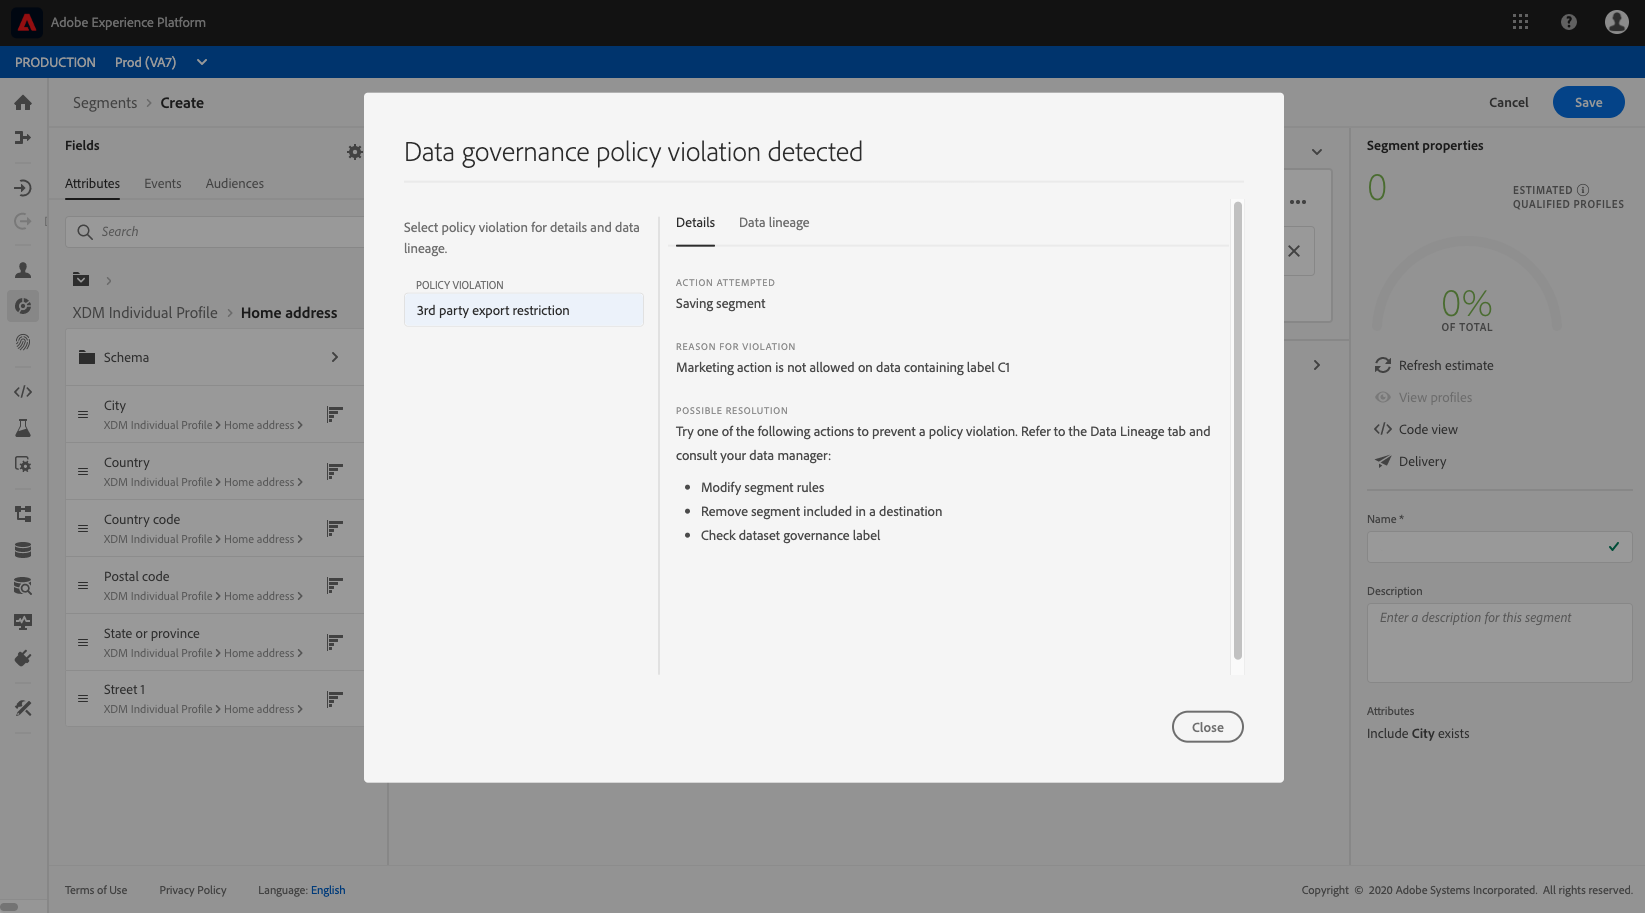 Adobe Experience Platform
PRODUCTION Prod (VA7)
Segments › Create
Cancel
Save
Fields
Attributes Events Audiences
Search
XDM Individual Profile › Home address
Schema
City
XDM Individual Profile > Home address >
Country
XDM Individual Profile > Home address >
Country code
XDM Individual Profile > Home address >
Postal code
XDM Individual Profile > Home address >
State or province
XDM Individual Profile > Home address >
Street 1
XDM Individual Profile > Home address >
Data governance policy violation detected
Select policy violation for details and data
lineage.
POLICY VIOLATION
3rd party export restriction
Details Data lineage
ACTION ATTEMPTED
Saving segment
REASON FOR VIOLATION
Marketing action is not allowed on data containing label C1
POSSIBLE RESOLUTION
Try one of the following actions to prevent a policy violation. Refer to the Data Lineage tab and
consult your data manager:
• Modify segment rules
• Remove segment included in a destination
• Check dataset governance label
Close
Segment properties
0
ESTIMATED
QUALIFIED PROFILES
0%
OF TOTAL
Refresh estimate
View profiles
Code view
Delivery
Name *
Description
Enter a description for this segment
Attributes
Include City exists
Terms of Use Privacy Policy Language: English
Copyright © 2020 Adobe Systems Incorporated. All rights reserved.